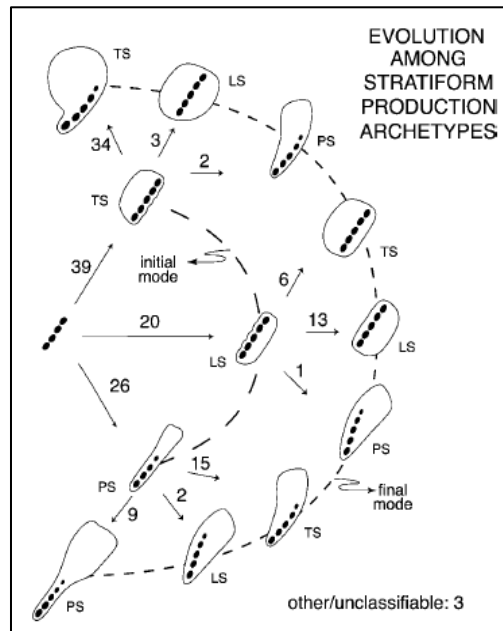 EVOLUTION
AMONG
STRATIFORM
PRODUCTION
ARCHETYPES
TS
LS
PS
34
3
2
TS
TS
39
initial
mode
6
20
13
LS
LS
26
1
PS
15
PS
2
9
TS
final
mode
LS
PS
other/unclassifiable: 3